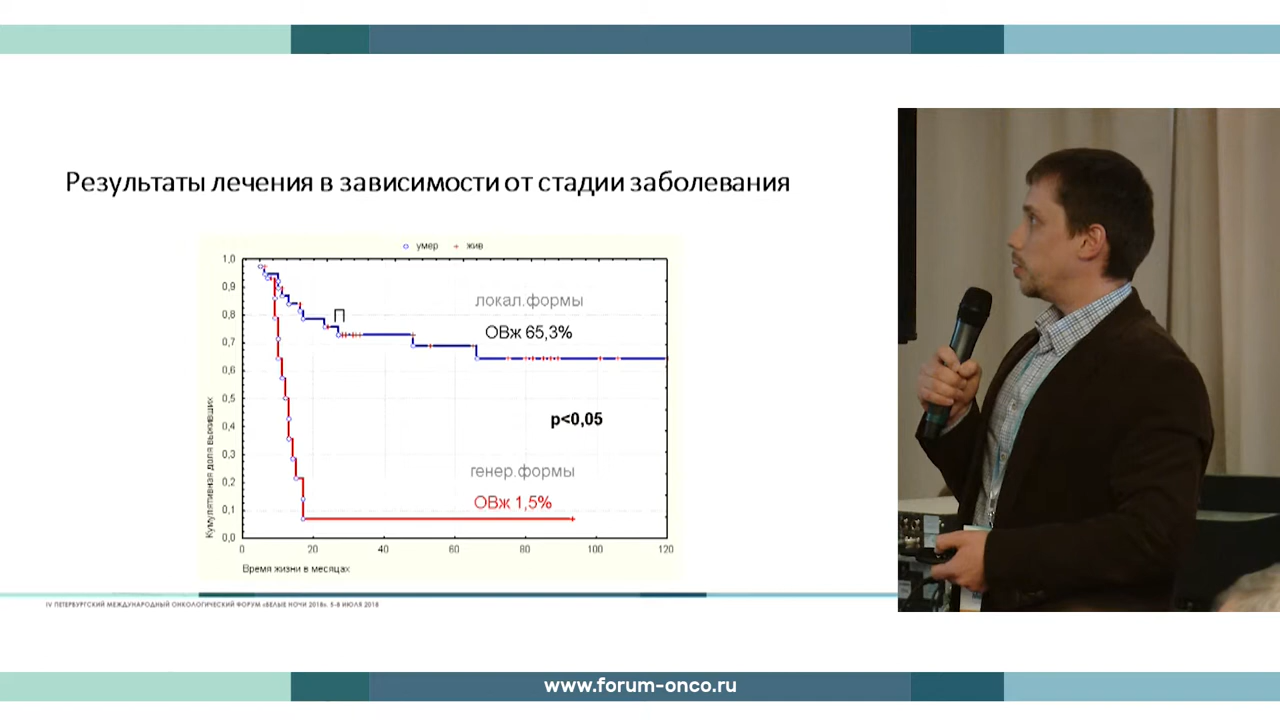 Результаты лечения в зависимости от стадии заболевания
умер жив
1,0
0,9
0,8
0,7
0,6
0,5
0,4
0,3
0,2
0,1
0,0
Кумулятивная доля выживших
П
локал.формы
ОВж 65,3%
p<0,05
генер.формы
ОВж 1,5%
0 20 40 60 80 100 120
Время жизни в месяцах
IV ПЕТЕРБУРГСКИЙ МЕЖДУНАРОДНЫЙ ОНКОЛОГИЧЕСКИЙ ФОРУМ «БЕЛЫЕ НОЧИ 2018». 5-8 ИЮЛЯ 2018
www.forum-onco.ru